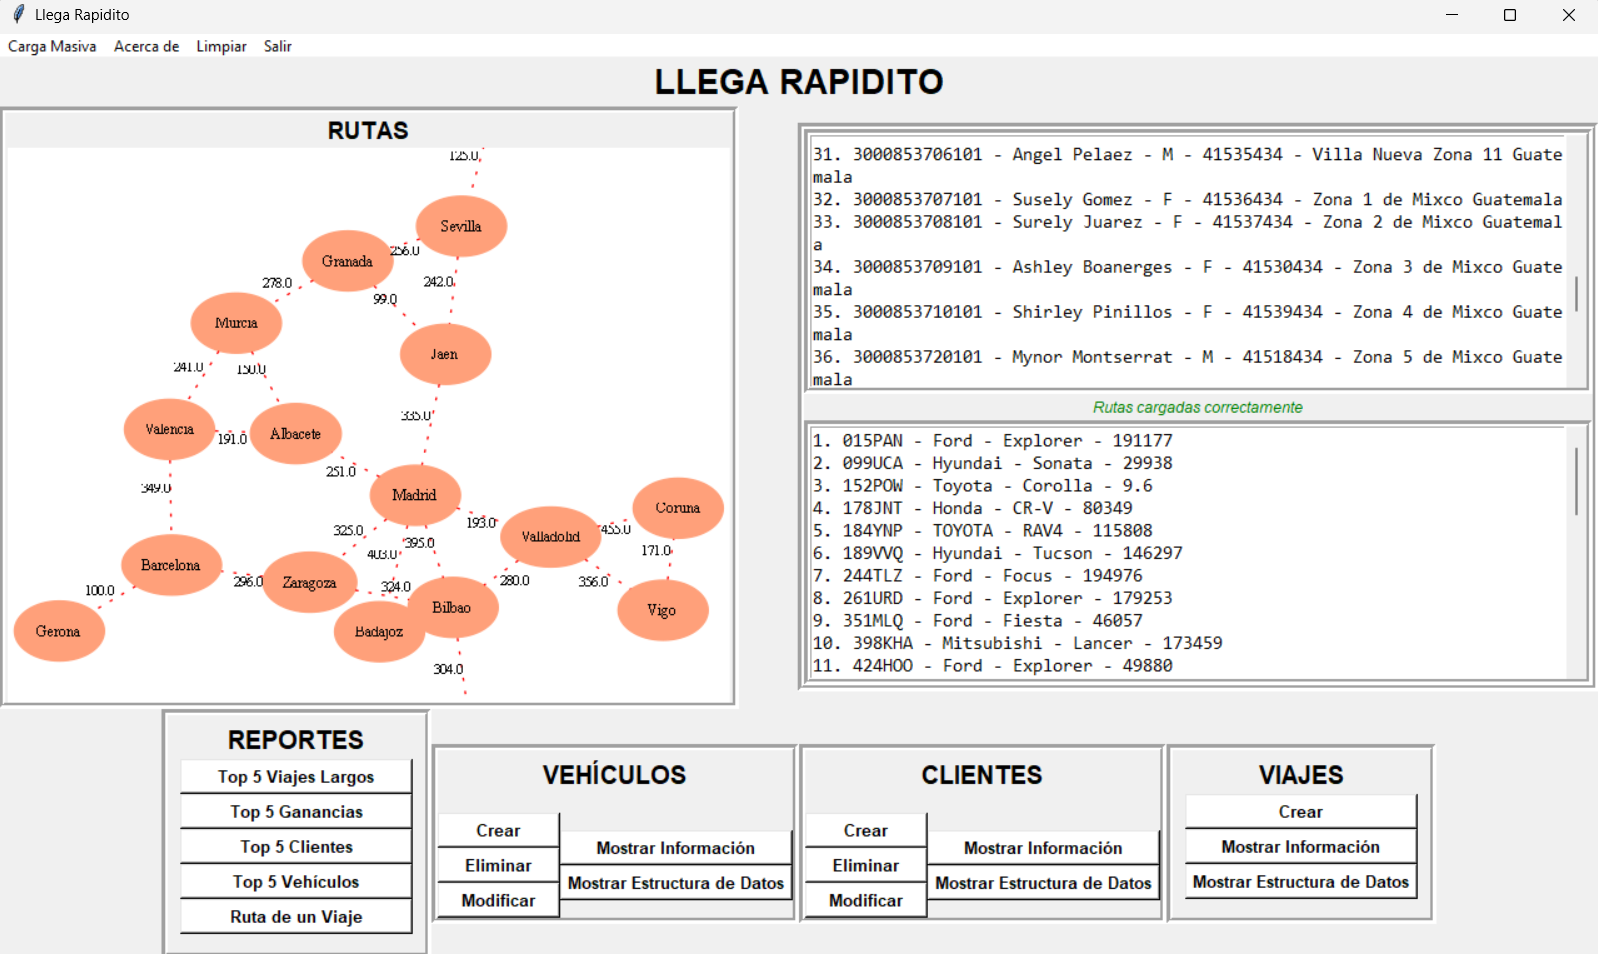 Llega Rapidito
Carga Masiva Acerca de Limpiar Salir
LLEGA RAPIDITO
RUTAS
125.0
Sevilla
256.0
Granada
242.0
278.0
99.0
Murcia
Jaen
241.0
150.0
335.0
Valencia
191.0
Albacete
251.0
349.0
Madrid
Coruna
193.0
455.0
325.0
Valladolid
395.0
403.0
171.0
Barcelona
296.0
Zaragoza
280.0
356.0
324.0
100.0
Bilbao
Vigo
Gerona
Badajoz
304.0
31. 3000853706101 - Angel Pelaez - M - 41535434 - Villa Nueva Zona 11 Guate
mala
32. 3000853707101 - Susely Gomez - F - 41536434 - Zona 1 de Mixco Guatemala
33. 3000853708101 - Surely Juarez - F - 41537434 - Zona 2 de Mixco Guatemal
a
34. 3000853709101 - Ashley Boanerges - F - 41530434 - Zona 3 de Mixco Guate
mala
35. 3000853710101 - Shirley Pinillos - F - 41539434 - Zona 4 de Mixco Guate
mala
36. 3000853720101 - Mynor Montserrat - M - 41518434 - Zona 5 de Mixco Guate
mala
Rutas cargadas correctamente
1. 015PAN - Ford - Explorer - 191177
2. 099UCA - Hyundai - Sonata - 29938
3. 152POW - Toyota - Corolla - 9.6
4. 178JNT - Honda - CR-V - 80349
5. 184YNP - TOYOTA - RAV4 - 115808
6. 189VVQ - Hyundai - Tucson - 146297
7. 244TLZ - Ford - Focus - 194976
8. 261URD - Ford - Explorer - 179253
9. 351MLQ - Ford - Fiesta - 46057
10. 398KHA - Mitsubishi - Lancer - 173459
11. 424HOO - Ford - Explorer - 49880
REPORTES
Top 5 Viajes Largos
Top 5 Ganancias
Top 5 Clientes
Top 5 Vehículos
Ruta de un Viaje
VEHÍCULOS
Crear
Eliminar
Modificar
Mostrar Información
Mostrar Estructura de Datos
CLIENTES
Crear
Eliminar
Modificar
Mostrar Información
Mostrar Estructura de Datos
VIAJES
Crear
Mostrar Información
Mostrar Estructura de Datos